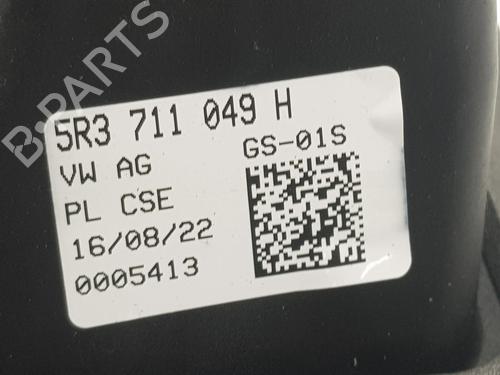 5R3 711 049 H
VW AG GS-01S
PL CSE
16/08/22
0005413
B-PARTS